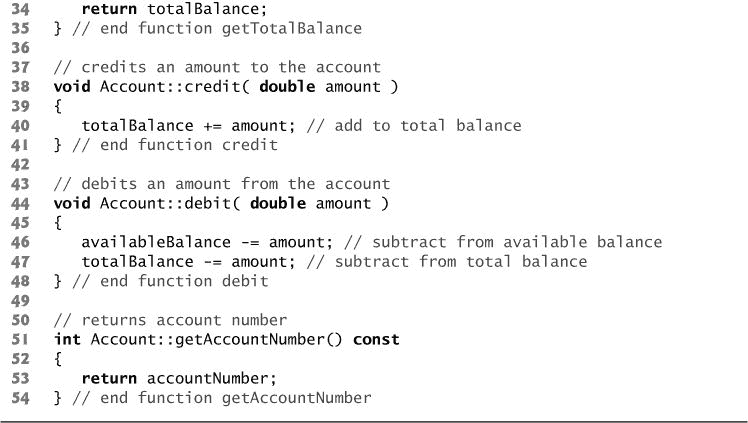 34 return totalBalance;
35 } // end function getTotalBalance
36
37 // credits an amount to the account
38 void Account::credit( double amount )
39 {
40 totalBalance += amount; // add to total balance
41 } // end function credit
42
43 // debits an amount from the account
44 void Account::debit( double amount )
45 {
46 availableBalance -= amount; // subtract from available balance
47 totalBalance -= amount; // subtract from total balance
48 } // end function debit
49
50 // returns account number
51 int Account::getAccountNumber() const
52 {
53 return accountNumber;
54 } // end function getAccountNumber